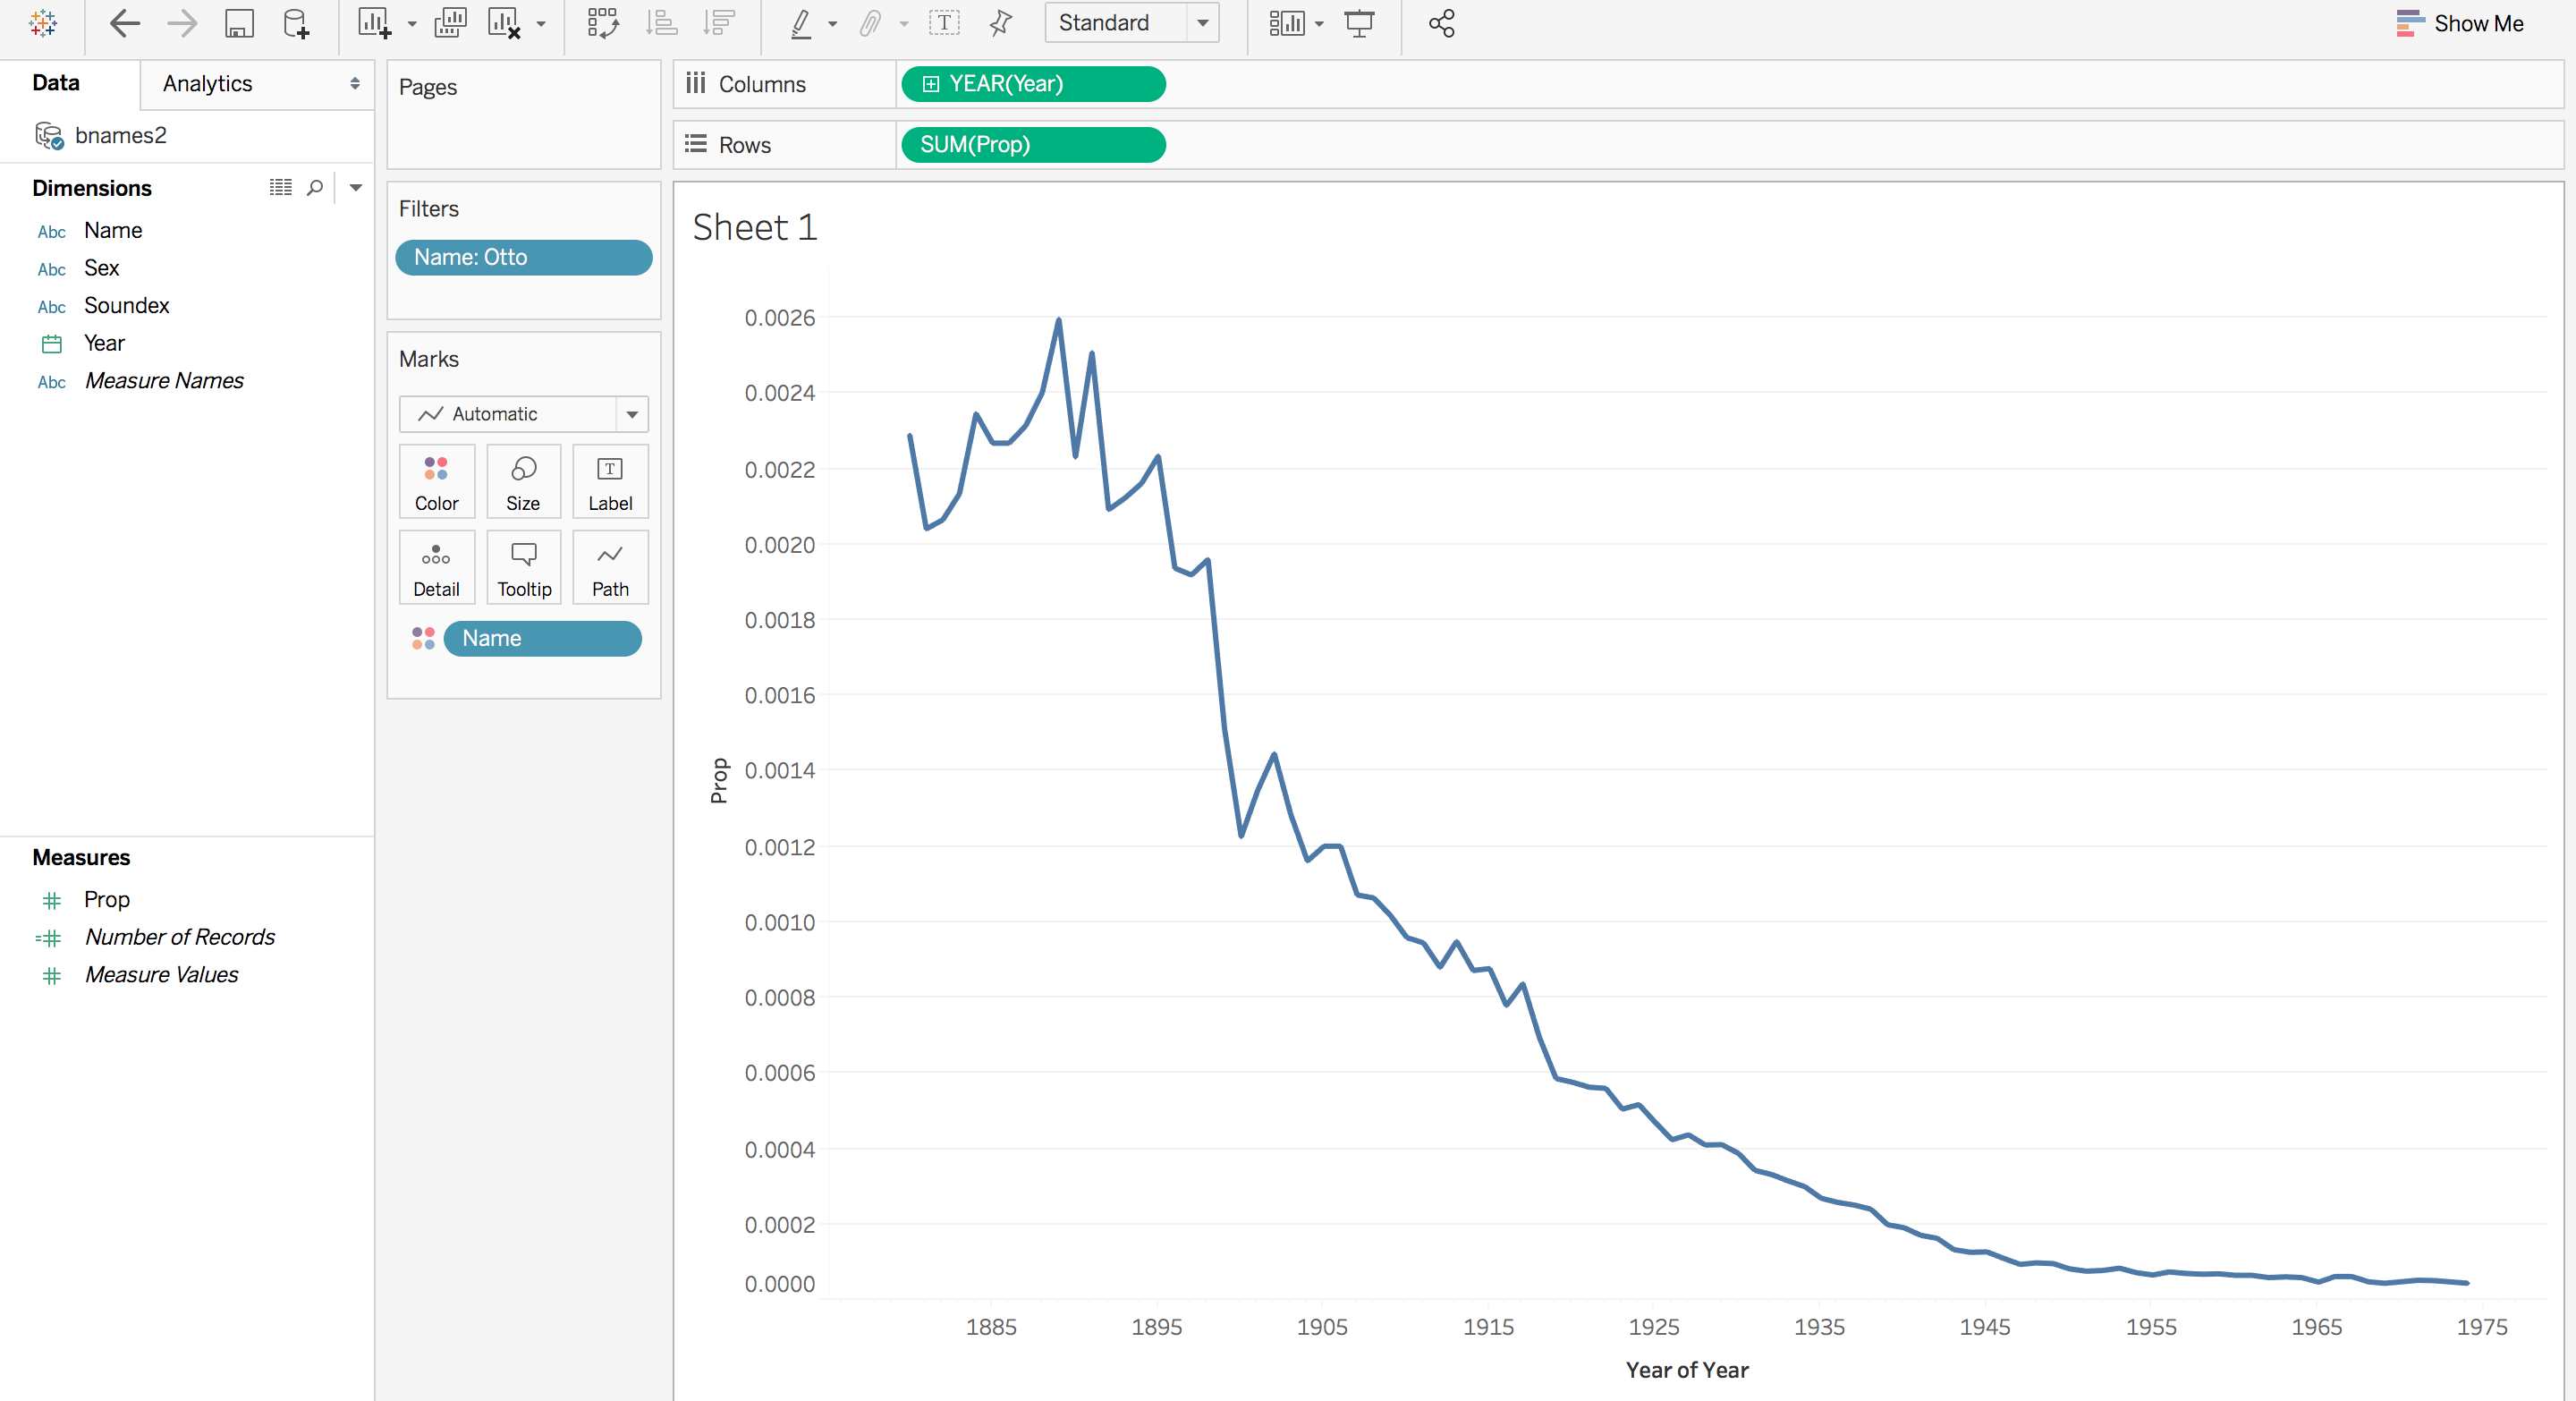 Standard
Show Me
Data
Analytics
bnames2
Dimensions
Abc Name
Abc Sex
Abc Soundex
Year
Abc Measure Names
Measures
Prop
Number of Records
Measure Values
Pages
Filters
Name: Otto
Marks
Automatic
Color Size Label
Detail Tooltip Path
Name
Columns YEAR(Year)
Rows SUM(Prop)
Sheet 1
0.0026
0.0024
0.0022
0.0020
0.0018
0.0016
0.0014
0.0012
0.0010
0.0008
0.0006
0.0004
0.0002
0.0000
Prop
1885 1895 1905 1915 1925 1935 1945 1955 1965 1975
Year of Year